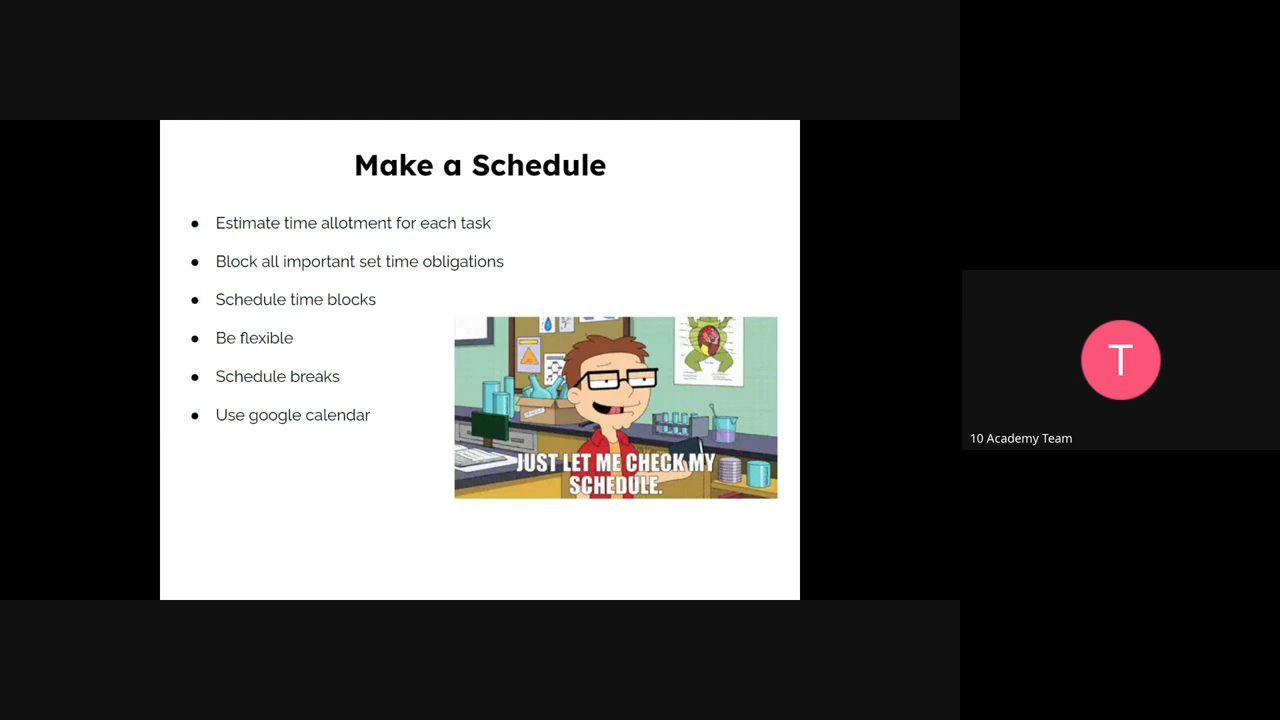 Make a Schedule
● Estimate time allotment for each task
● Block all important set time obligations
● Schedule time blocks
● Be flexible
● Schedule breaks
● Use google calendar
JUST LET ME CHECK MY
SCHEDULE.
T
10 Academy Team